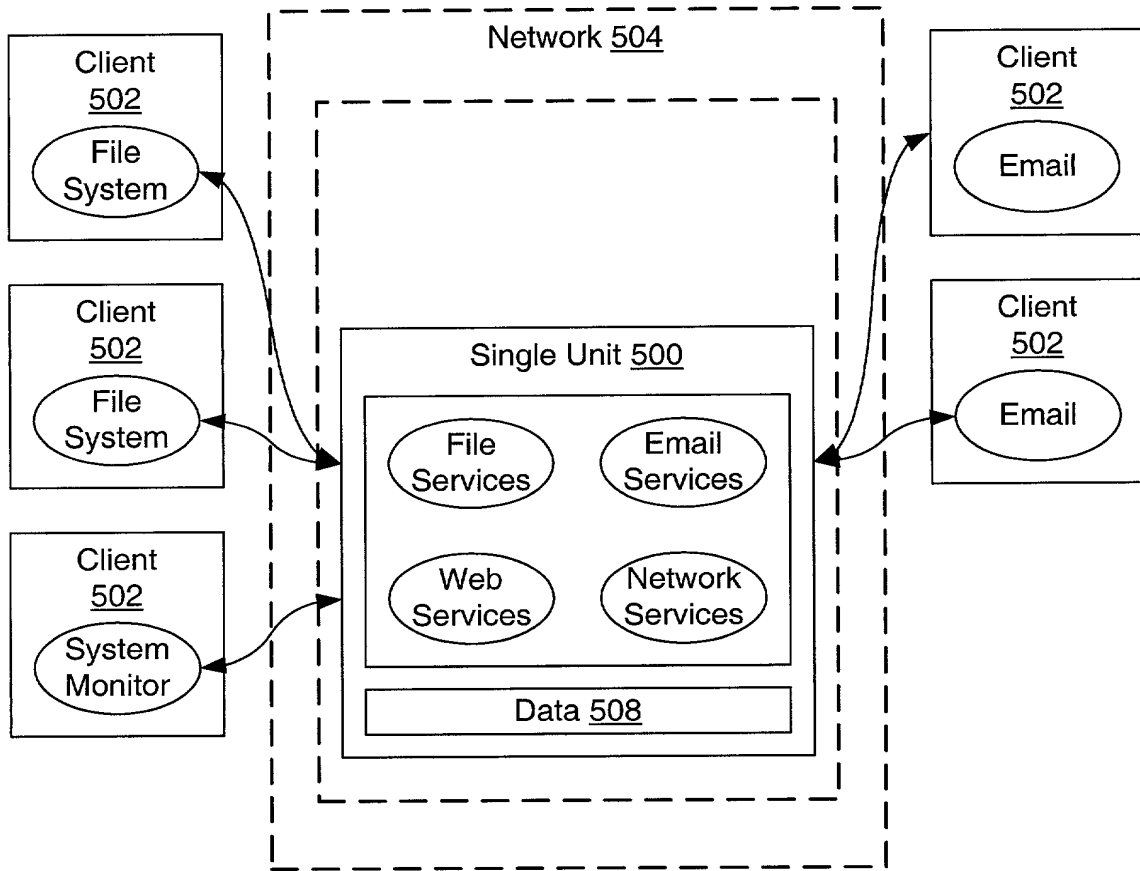 Network 504
Client
502
File
System
Client
502
File
System
Client
502
System
Monitor
Single Unit 500
File
Services
Email
Services
Web
Services
Network
Services
Data 508
Client
502
Email
Client
502
Email